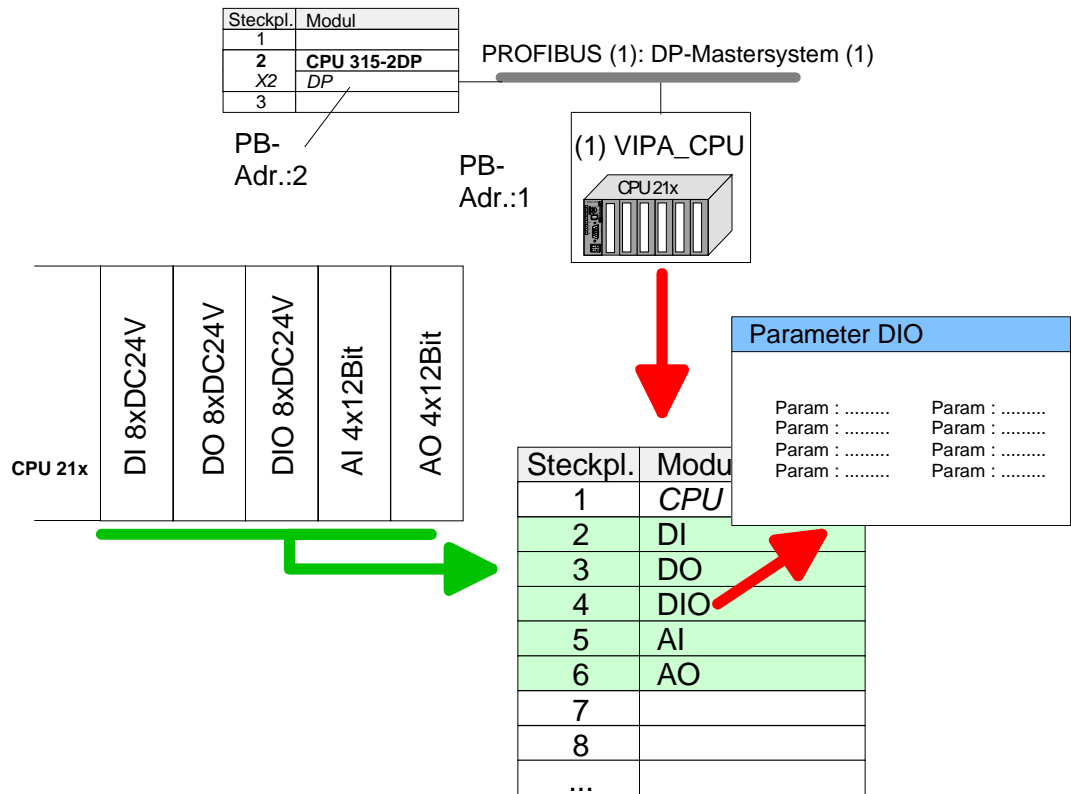 Steckpl. Modul
1
2 CPU 315-2DP
X2 DP
3
PROFIBUS (1): DP-Mastersystem (1)
PB-
Adr.:2
PB-
Adr.:1
(1) VIPA_CPU
CPU 21x
CPU 21x
DI 8xDC24V
DO 8xDC24V
DIO 8xDC24V
AI 4x12Bit
AO 4x12Bit
Parameter DIO
Param : ......... Param : .........
Param : ......... Param : .........
Param : ......... Param : .........
Param : ......... Param : .........
Steckpl. Modu
1 CPU
2 DI
3 DO
4 DIO
5 AI
6 AO
7
8
...